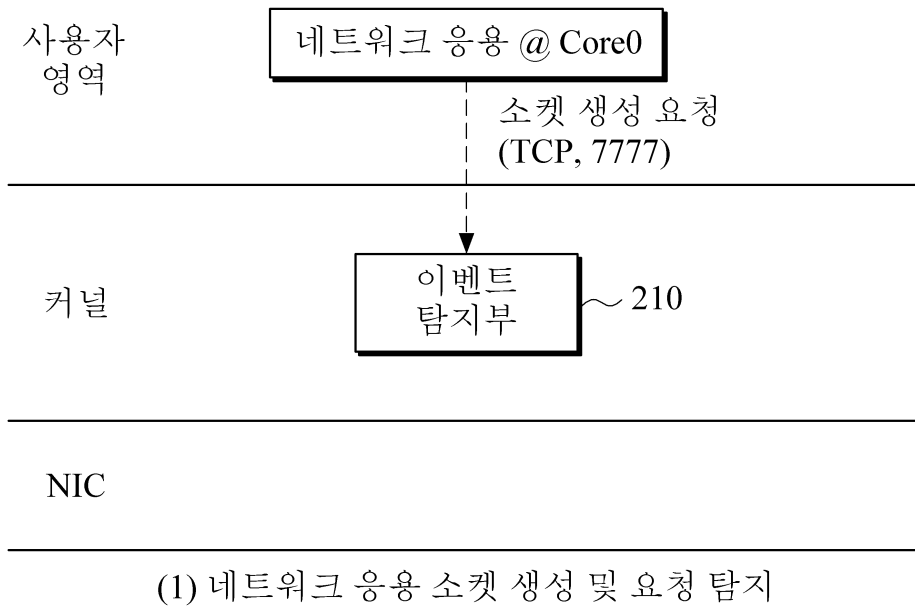 사용자
영역
네트워크 응용 @ Core0
소켓 생성 요청
(TCP, 7777)
커널
이벤트
탐지부
210
NIC
(1) 네트워크 응용 소켓 생성 및 요청 탐지